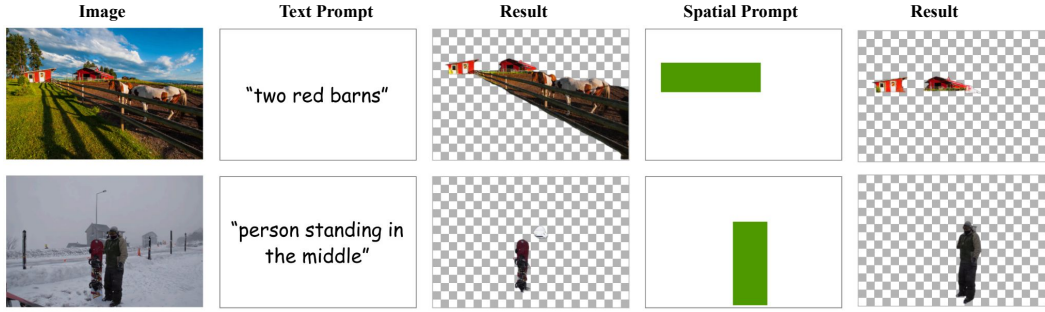 Image Text Prompt Result Spatial Prompt Result
“two red barns”
“person standing in
the middle”